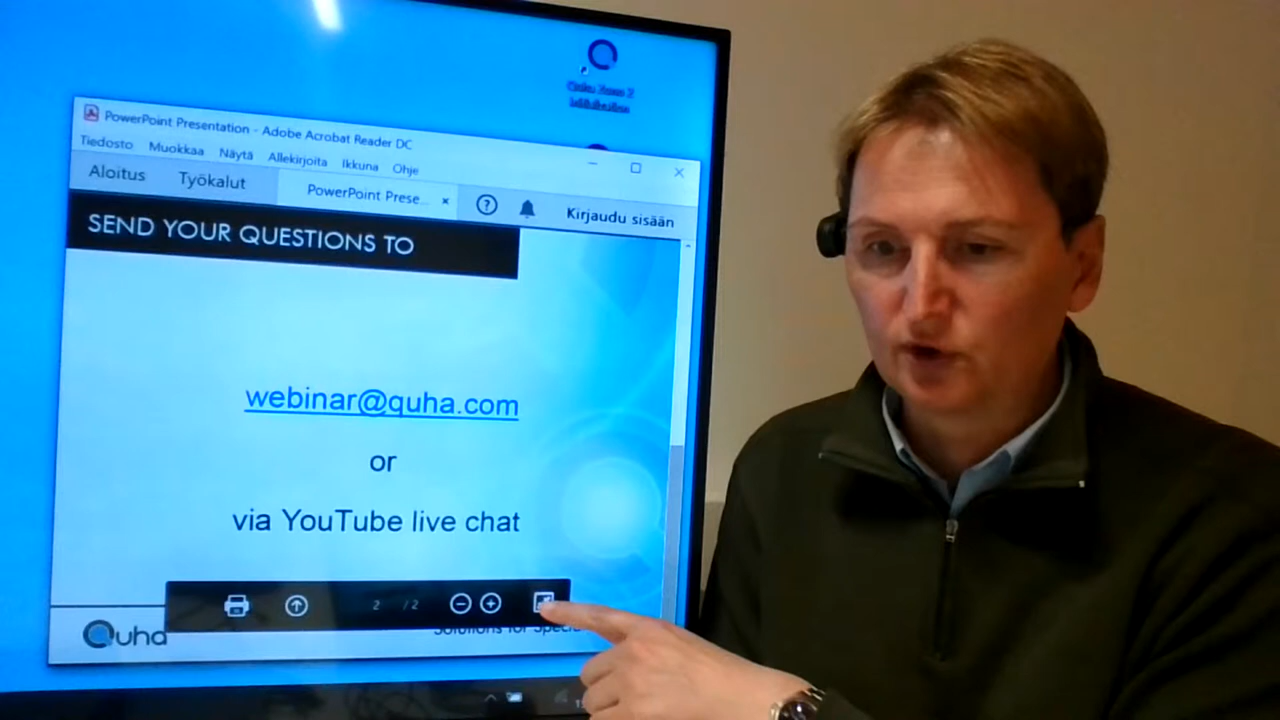 PowerPoint Presentation - Adobe Acrobat Reader DC
Tiedosto Muokkaa Näytä Allekirjoita Ikkuna Ohje
Aloitus Työkalut PowerPoint Prese... Kirjaudu sisään
SEND YOUR QUESTIONS TO
webinar@quha.com
or
via YouTube live chat
2 / 2
Quha Solutions for